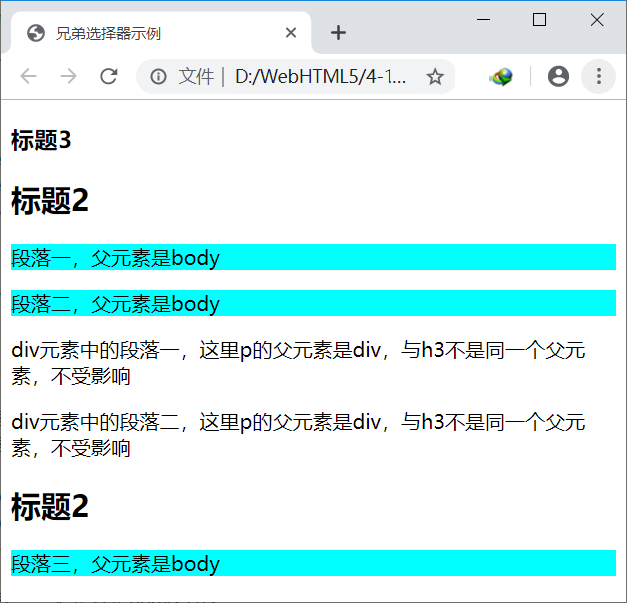 兄弟选择器示例
文件 | D:/WebHTML5/4-1...
标题3
标题2
段落一，父元素是body
段落二，父元素是body
div元素中的段落一，这里p的父元素是div，与h3不是同一个父元
素，不受影响
div元素中的段落二，这里p的父元素是div，与h3不是同一个父元
素，不受影响
标题2
段落三，父元素是body